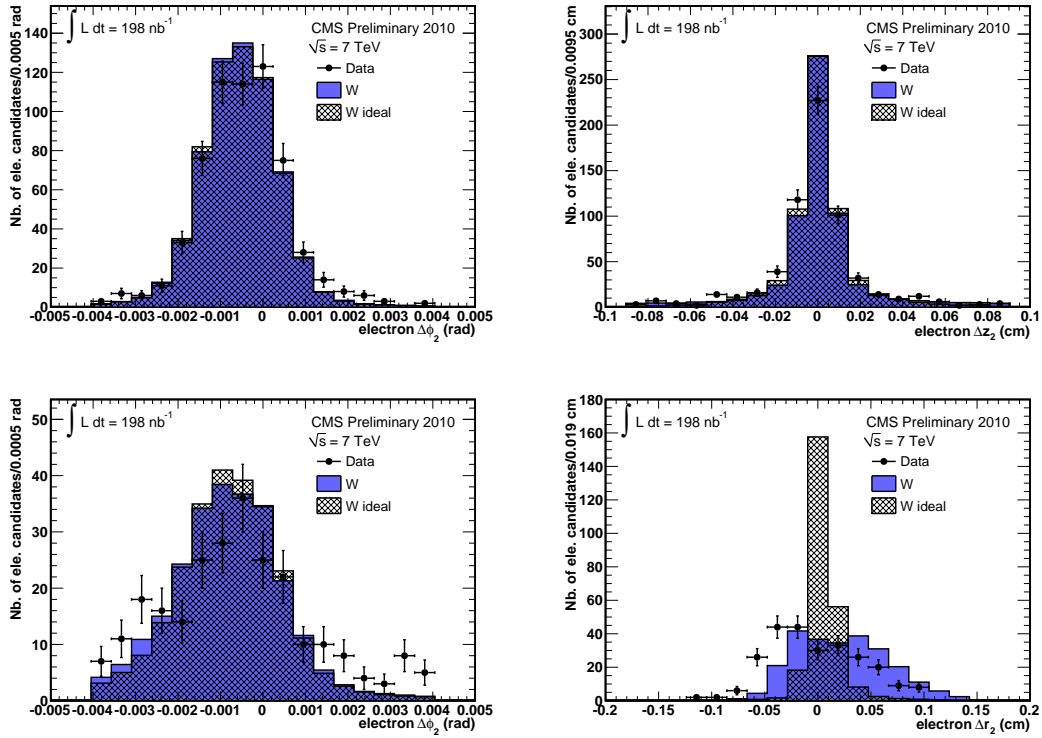 Nb. of ele. candidates/0.0005 rad
140
120
100
80
60
40
20
0
∫ L dt = 198 nb⁻¹
CMS Preliminary 2010
√s = 7 TeV
Data
W
W ideal
-0.005 -0.004 -0.003 -0.002 -0.001 0 0.001 0.002 0.003 0.004 0.005
electron Δϕ₂ (rad)
Nb. of ele. candidates/0.0095 cm
300
250
200
150
100
50
0
∫ L dt = 198 nb⁻¹
CMS Preliminary 2010
√s = 7 TeV
Data
W
W ideal
-0.1 -0.08 -0.06 -0.04 -0.02 0 0.02 0.04 0.06 0.08 0.1
electron Δz₂ (cm)
Nb. of ele. candidates/0.0005 rad
50
40
30
20
10
0
∫ L dt = 198 nb⁻¹
CMS Preliminary 2010
√s = 7 TeV
Data
W
W ideal
-0.005 -0.004 -0.003 -0.002 -0.001 0 0.001 0.002 0.003 0.004 0.005
electron Δϕ₂ (rad)
Nb. of ele. candidates/0.019 cm
180
160
140
120
100
80
60
40
20
0
∫ L dt = 198 nb⁻¹
CMS Preliminary 2010
√s = 7 TeV
Data
W
W ideal
-0.2 -0.15 -0.1 -0.05 0 0.05 0.1 0.15 0.2
electron Δr₂ (cm)